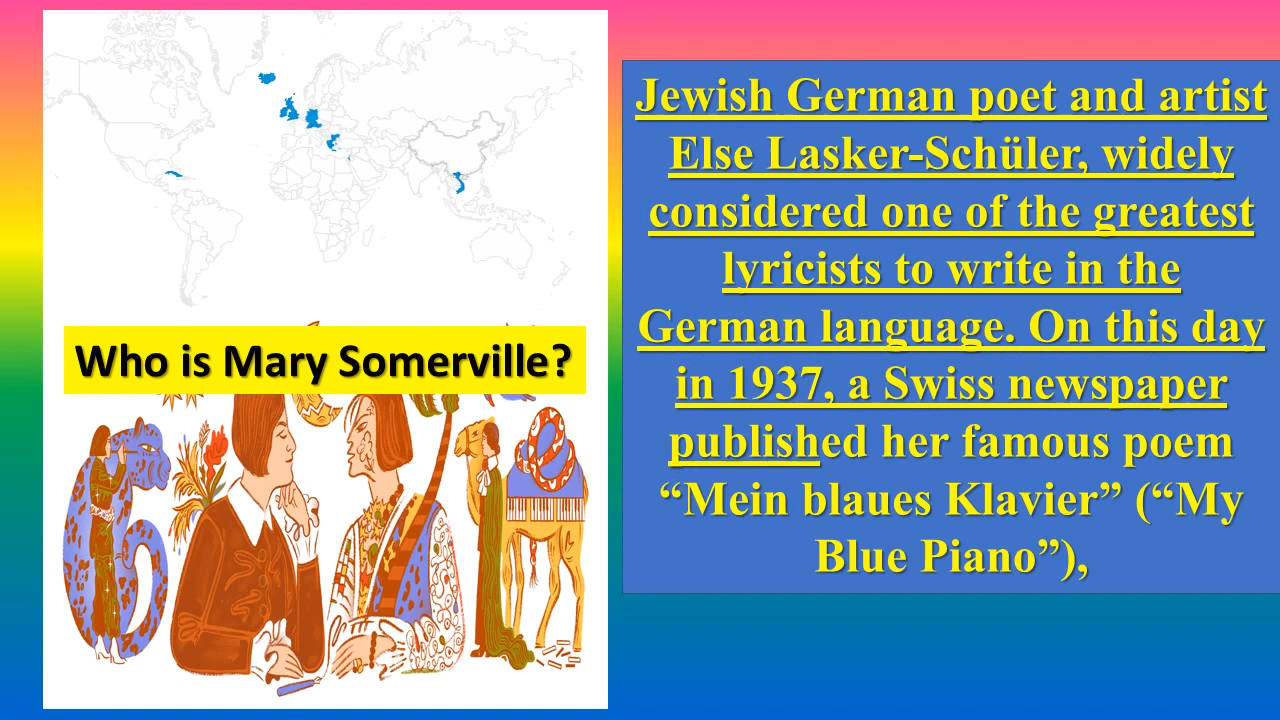 Who is Mary Somerville?
Jewish German poet and artist
Else Lasker-Schüler, widely
considered one of the greatest
lyricists to write in the
German language. On this day
in 1937, a Swiss newspaper
published her famous poem
“Mein blaues Klavier” (“My
Blue Piano”),